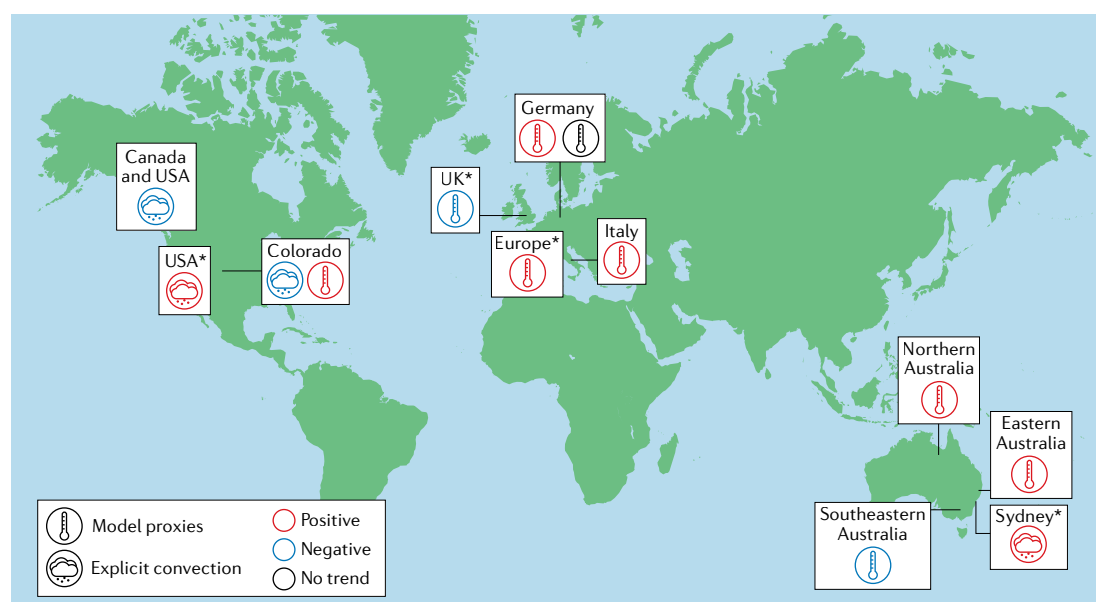 Germany
Canada
and USA
UK*
Europe*
Italy
USA*
Colorado
Northern
Australia
Eastern
Australia
Southeastern
Australia
Sydney*
Model proxies
Explicit convection
Positive
Negative
No trend